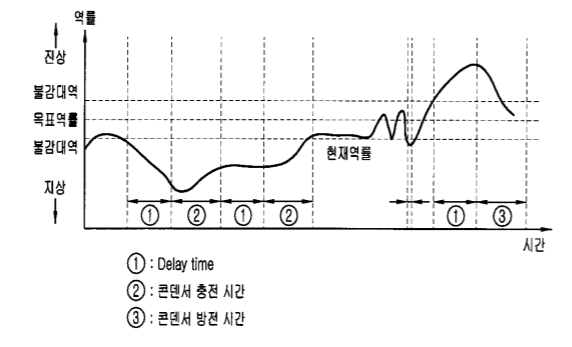 역률
진상
불감대역
목표역률
불감대역
현재역률
지상
① ② ① ② ① ③
시간
① : Delay time
② : 콘덴서 충전 시간
③ : 콘덴서 방전 시간